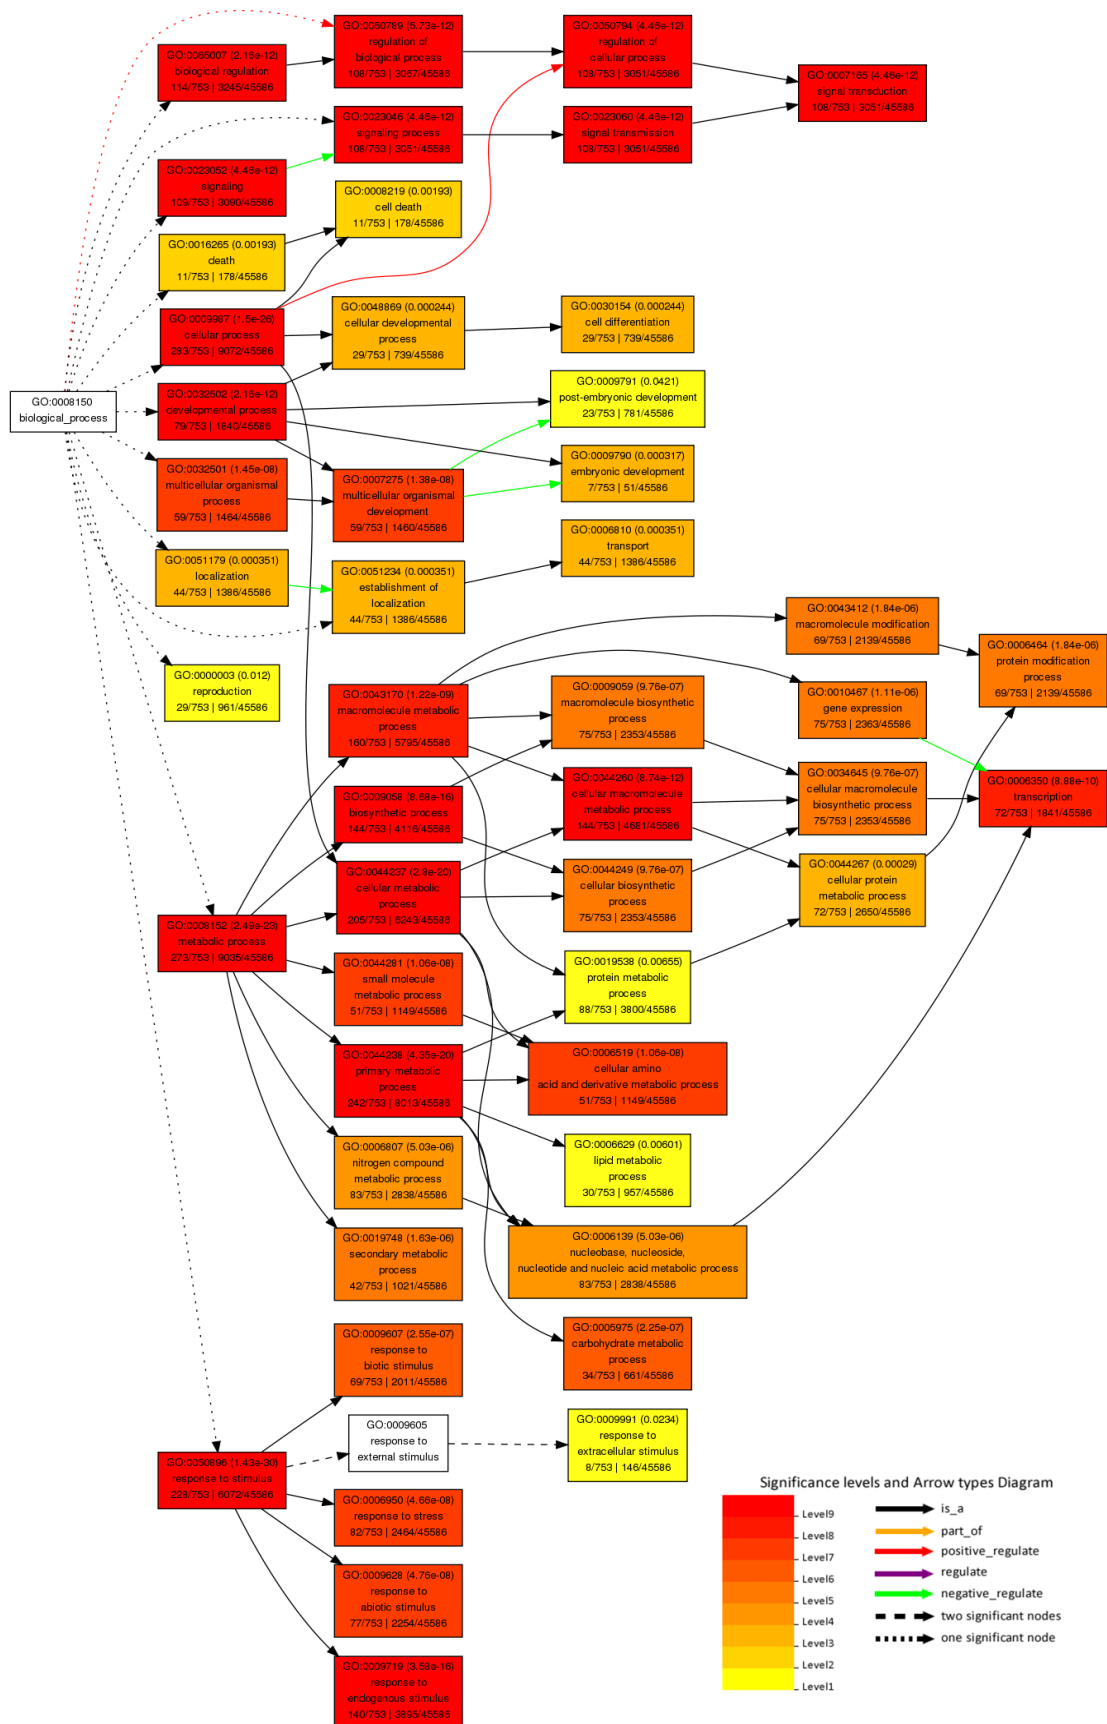 GO:0008150
biological_process
GO:0065007 (2.16e-12)
biological regulation
114/753 | 3245/45586
GO:0023052 (4.46e-12)
signaling
109/753 | 3090/45586
GO:0016265 (0.00193)
death
11/753 | 178/45586
GO:0009987 (1.5e-26)
cellular process
283/753 | 9072/45586
GO:0032502 (2.16e-12)
developmental process
79/753 | 1840/45586
GO:0032501 (1.45e-08)
multicellular organismal
process
59/753 | 1464/45586
GO:0051179 (0.000351)
localization
44/753 | 1386/45586
GO:0000003 (0.012)
reproduction
29/753 | 961/45586
GO:0008152 (2.49e-23)
metabolic process
273/753 | 9035/45586
GO:0050896 (1.43e-30)
response to stimulus
228/753 | 6072/45586
GO:0050789 (5.73e-12)
regulation of
biological process
108/753 | 3067/45586
GO:0023046 (4.46e-12)
signaling process
108/753 | 3051/45586
GO:0008219 (0.00193)
cell death
11/753 | 178/45586
GO:0048869 (0.000244)
cellular developmental
process
29/753 | 739/45586
GO:0007275 (1.38e-08)
multicellular organismal
development
59/753 | 1460/45586
GO:0051234 (0.000351)
establishment of
localization
44/753 | 1386/45586
GO:0043170 (1.22e-09)
macromolecule metabolic
process
160/753 | 5795/45586
GO:0009058 (8.68e-16)
biosynthetic process
144/753 | 4116/45586
GO:0044237 (2.9e-20)
cellular metabolic
process
205/753 | 6243/45586
GO:0044281 (1.06e-08)
small molecule
metabolic process
51/753 | 1149/45586
GO:0044238 (4.35e-20)
primary metabolic
process
242/753 | 8013/45586
GO:0006807 (5.03e-06)
nitrogen compound
metabolic process
83/753 | 2838/45586
GO:0019748 (1.63e-06)
secondary metabolic
process
42/753 | 1021/45586
GO:0009607 (2.55e-07)
response to
biotic stimulus
69/753 | 2011/45586
GO:0009605
response to
external stimulus
GO:0006950 (4.66e-08)
response to stress
82/753 | 2464/45586
GO:0009628 (4.76e-08)
response to
abiotic stimulus
77/753 | 2254/45586
GO:0009719 (3.58e-16)
response to
endogenous stimulus
140/753 | 3895/45586
GO:0050794 (4.46e-12)
regulation of
cellular process
108/753 | 3051/45586
GO:0023060 (4.46e-12)
signal transmission
108/753 | 3051/45586
GO:0030154 (0.000244)
cell differentiation
29/753 | 739/45586
GO:0009791 (0.0421)
post-embryonic development
23/753 | 781/45586
GO:0009790 (0.000317)
embryonic development
7/753 | 51/45586
GO:0006810 (0.000351)
transport
44/753 | 1386/45586
GO:0009059 (9.76e-07)
macromolecule biosynthetic
process
75/753 | 2353/45586
GO:0044260 (8.74e-12)
cellular macromolecule
metabolic process
144/753 | 4681/45586
GO:0044249 (9.76e-07)
cellular biosynthetic
process
75/753 | 2353/45586
GO:0019538 (0.00655)
protein metabolic
process
88/753 | 3800/45586
GO:0006519 (1.06e-08)
cellular amino
acid and derivative metabolic process
51/753 | 1149/45586
GO:0006629 (0.00601)
lipid metabolic
process
30/753 | 957/45586
GO:0006139 (5.03e-06)
nucleobase, nucleoside,
nucleotide and nucleic acid metabolic process
83/753 | 2838/45586
GO:0005975 (2.25e-07)
carbohydrate metabolic
process
34/753 | 661/45586
GO:0009991 (0.0234)
response to
extracellular stimulus
8/753 | 146/45586
GO:0007165 (4.46e-12)
signal transduction
108/753 | 3051/45586
GO:0043412 (1.84e-06)
macromolecule modification
69/753 | 2139/45586
GO:0010467 (1.11e-06)
gene expression
75/753 | 2363/45586
GO:0034645 (9.76e-07)
cellular macromolecule
biosynthetic process
75/753 | 2353/45586
GO:0044267 (0.00029)
cellular protein
metabolic process
72/753 | 2650/45586
GO:0006464 (1.84e-06)
protein modification
process
69/753 | 2139/45586
GO:0006350 (8.88e-10)
transcription
72/753 | 1841/45586
Significance levels and Arrow types Diagram
Level9
Level8
Level7
Level6
Level5
Level4
Level3
Level2
Level1
is_a
part_of
positive_regulate
regulate
negative_regulate
two significant nodes
one significant node